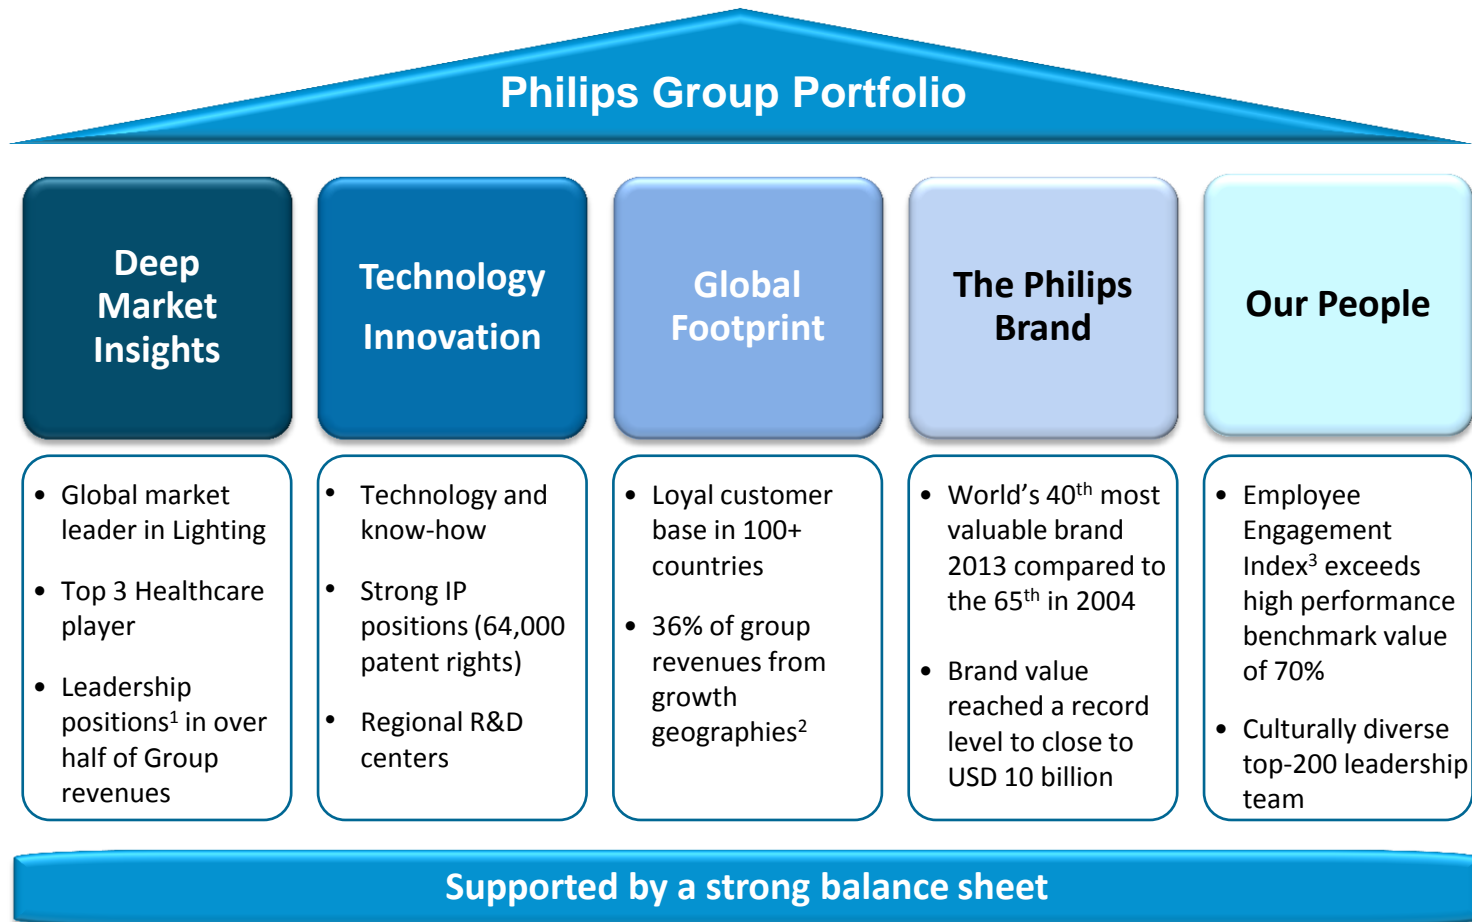 Philips Group Portfolio
Deep
Market
Insights
Technology
Innovation
Global
Footprint
The Philips
Brand
Our People
• Global market
leader in Lighting
• Top 3 Healthcare
player
• Leadership
positions¹ in over
half of Group
revenues
• Technology and
know-how
• Strong IP
positions (64,000
patent rights)
• Regional R&D
centers
• Loyal customer
base in 100+
countries
• 36% of group
revenues from
growth
geographies²
• World’s 40th most
valuable brand
2013 compared to
the 65th in 2004
• Brand value
reached a record
level to close to
USD 10 billion
• Employee
Engagement
Index³ exceeds
high performance
benchmark value
of 70%
• Culturally diverse
top-200 leadership
team
Supported by a strong balance sheet